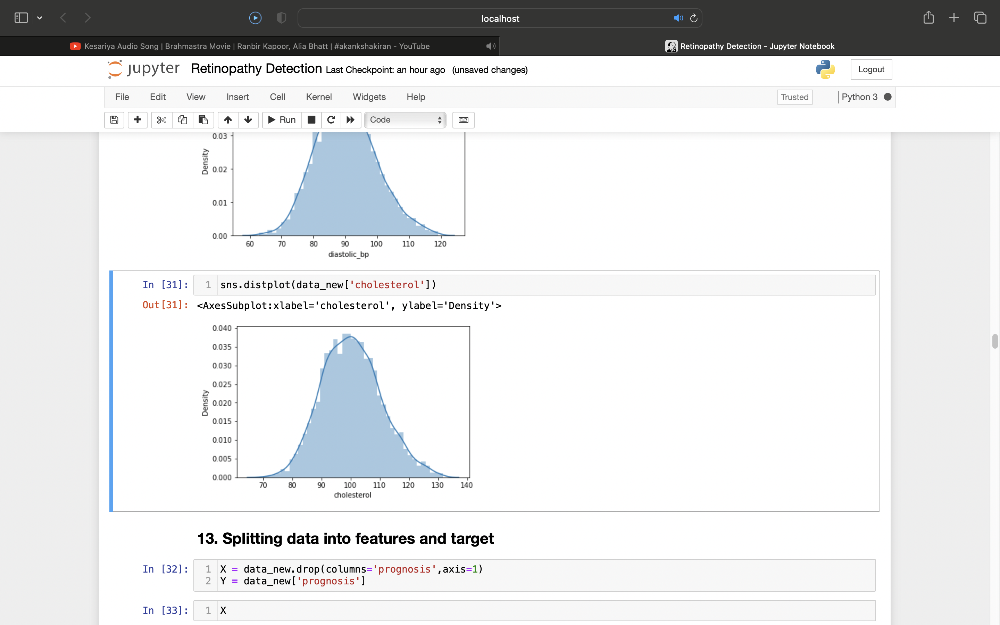 localhost
Kesariya Audio Song | Brahmastra Movie | Ranbir Kapoor, Alia Bhatt | #akankshakiran - YouTube
Retinopathy Detection - Jupyter Notebook
jupyter Retinopathy Detection Last Checkpoint: an hour ago (unsaved changes)
Logout
File Edit View Insert Cell Kernel Widgets Help
Trusted
Python 3
Run
Code
0.03
0.02
0.01
0.00
Density
60 70 80 90 100 110 120
diastolic_bp
In [31]: 1 sns.distplot(data_new['cholesterol'])
Out[31]: <AxesSubplot:xlabel='cholesterol', ylabel='Density'>
0.040
0.035
0.030
0.025
0.020
0.015
0.010
0.005
0.000
Density
70 80 90 100 110 120 130 140
cholesterol
13. Splitting data into features and target
In [32]: 1 X = data_new.drop(columns='prognosis',axis=1)
2 Y = data_new['prognosis']
In [33]: 1 X